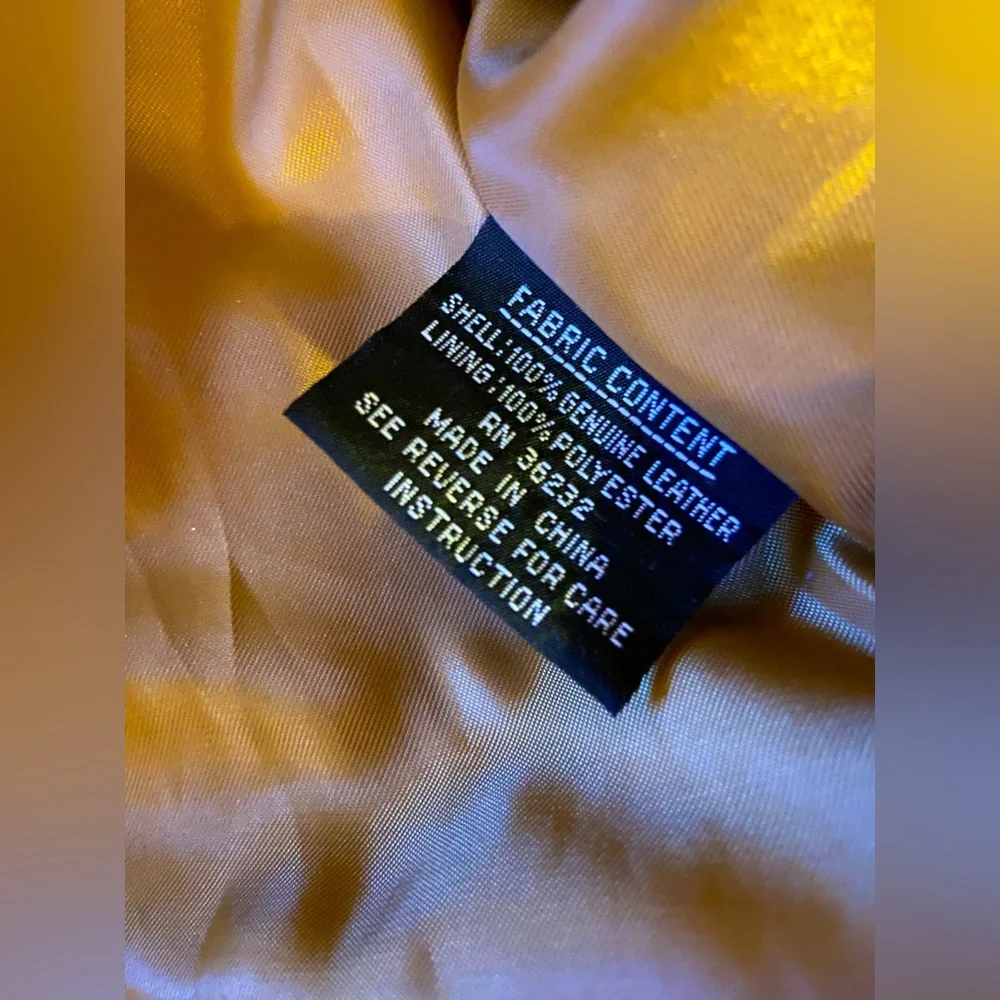 FABRIC CONTENT
SHELL:100% GENUINE LEATHER
LINING:100% POLYESTER
RN 36232
MADE IN CHINA
SEE REVERSE FOR CARE
INSTRUCTION